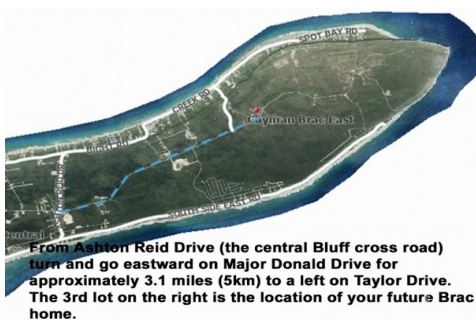 SPOT BAY RD
CREEK RD
Cayman Brac East
BIGHT RD
SOUTH SIDE EAST RD
Central
From Ashton Reid Drive (the central Bluff cross road)
turn and go eastward on Major Donald Drive for
approximately 3.1 miles (5km) to a left on Taylor Drive.
The 3rd lot on the right is the location of your future Brac
home.